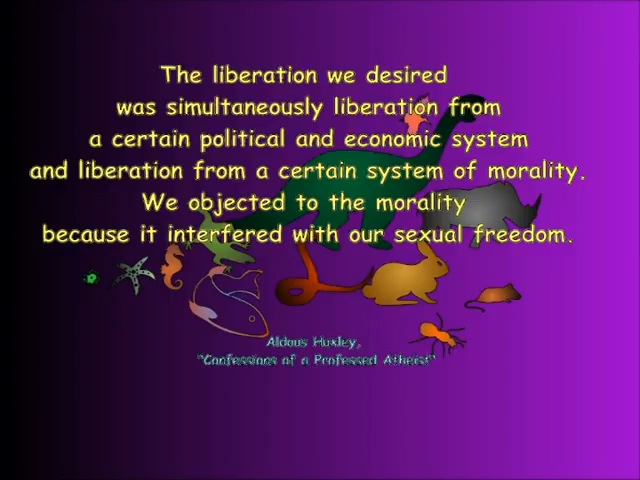 The liberation we desired
was simultaneously liberation from
a certain political and economic system
and liberation from a certain system of morality.
We objected to the morality
because it interfered with our sexual freedom.
Aldous Huxley,
"Confessions of a Professed Atheist"